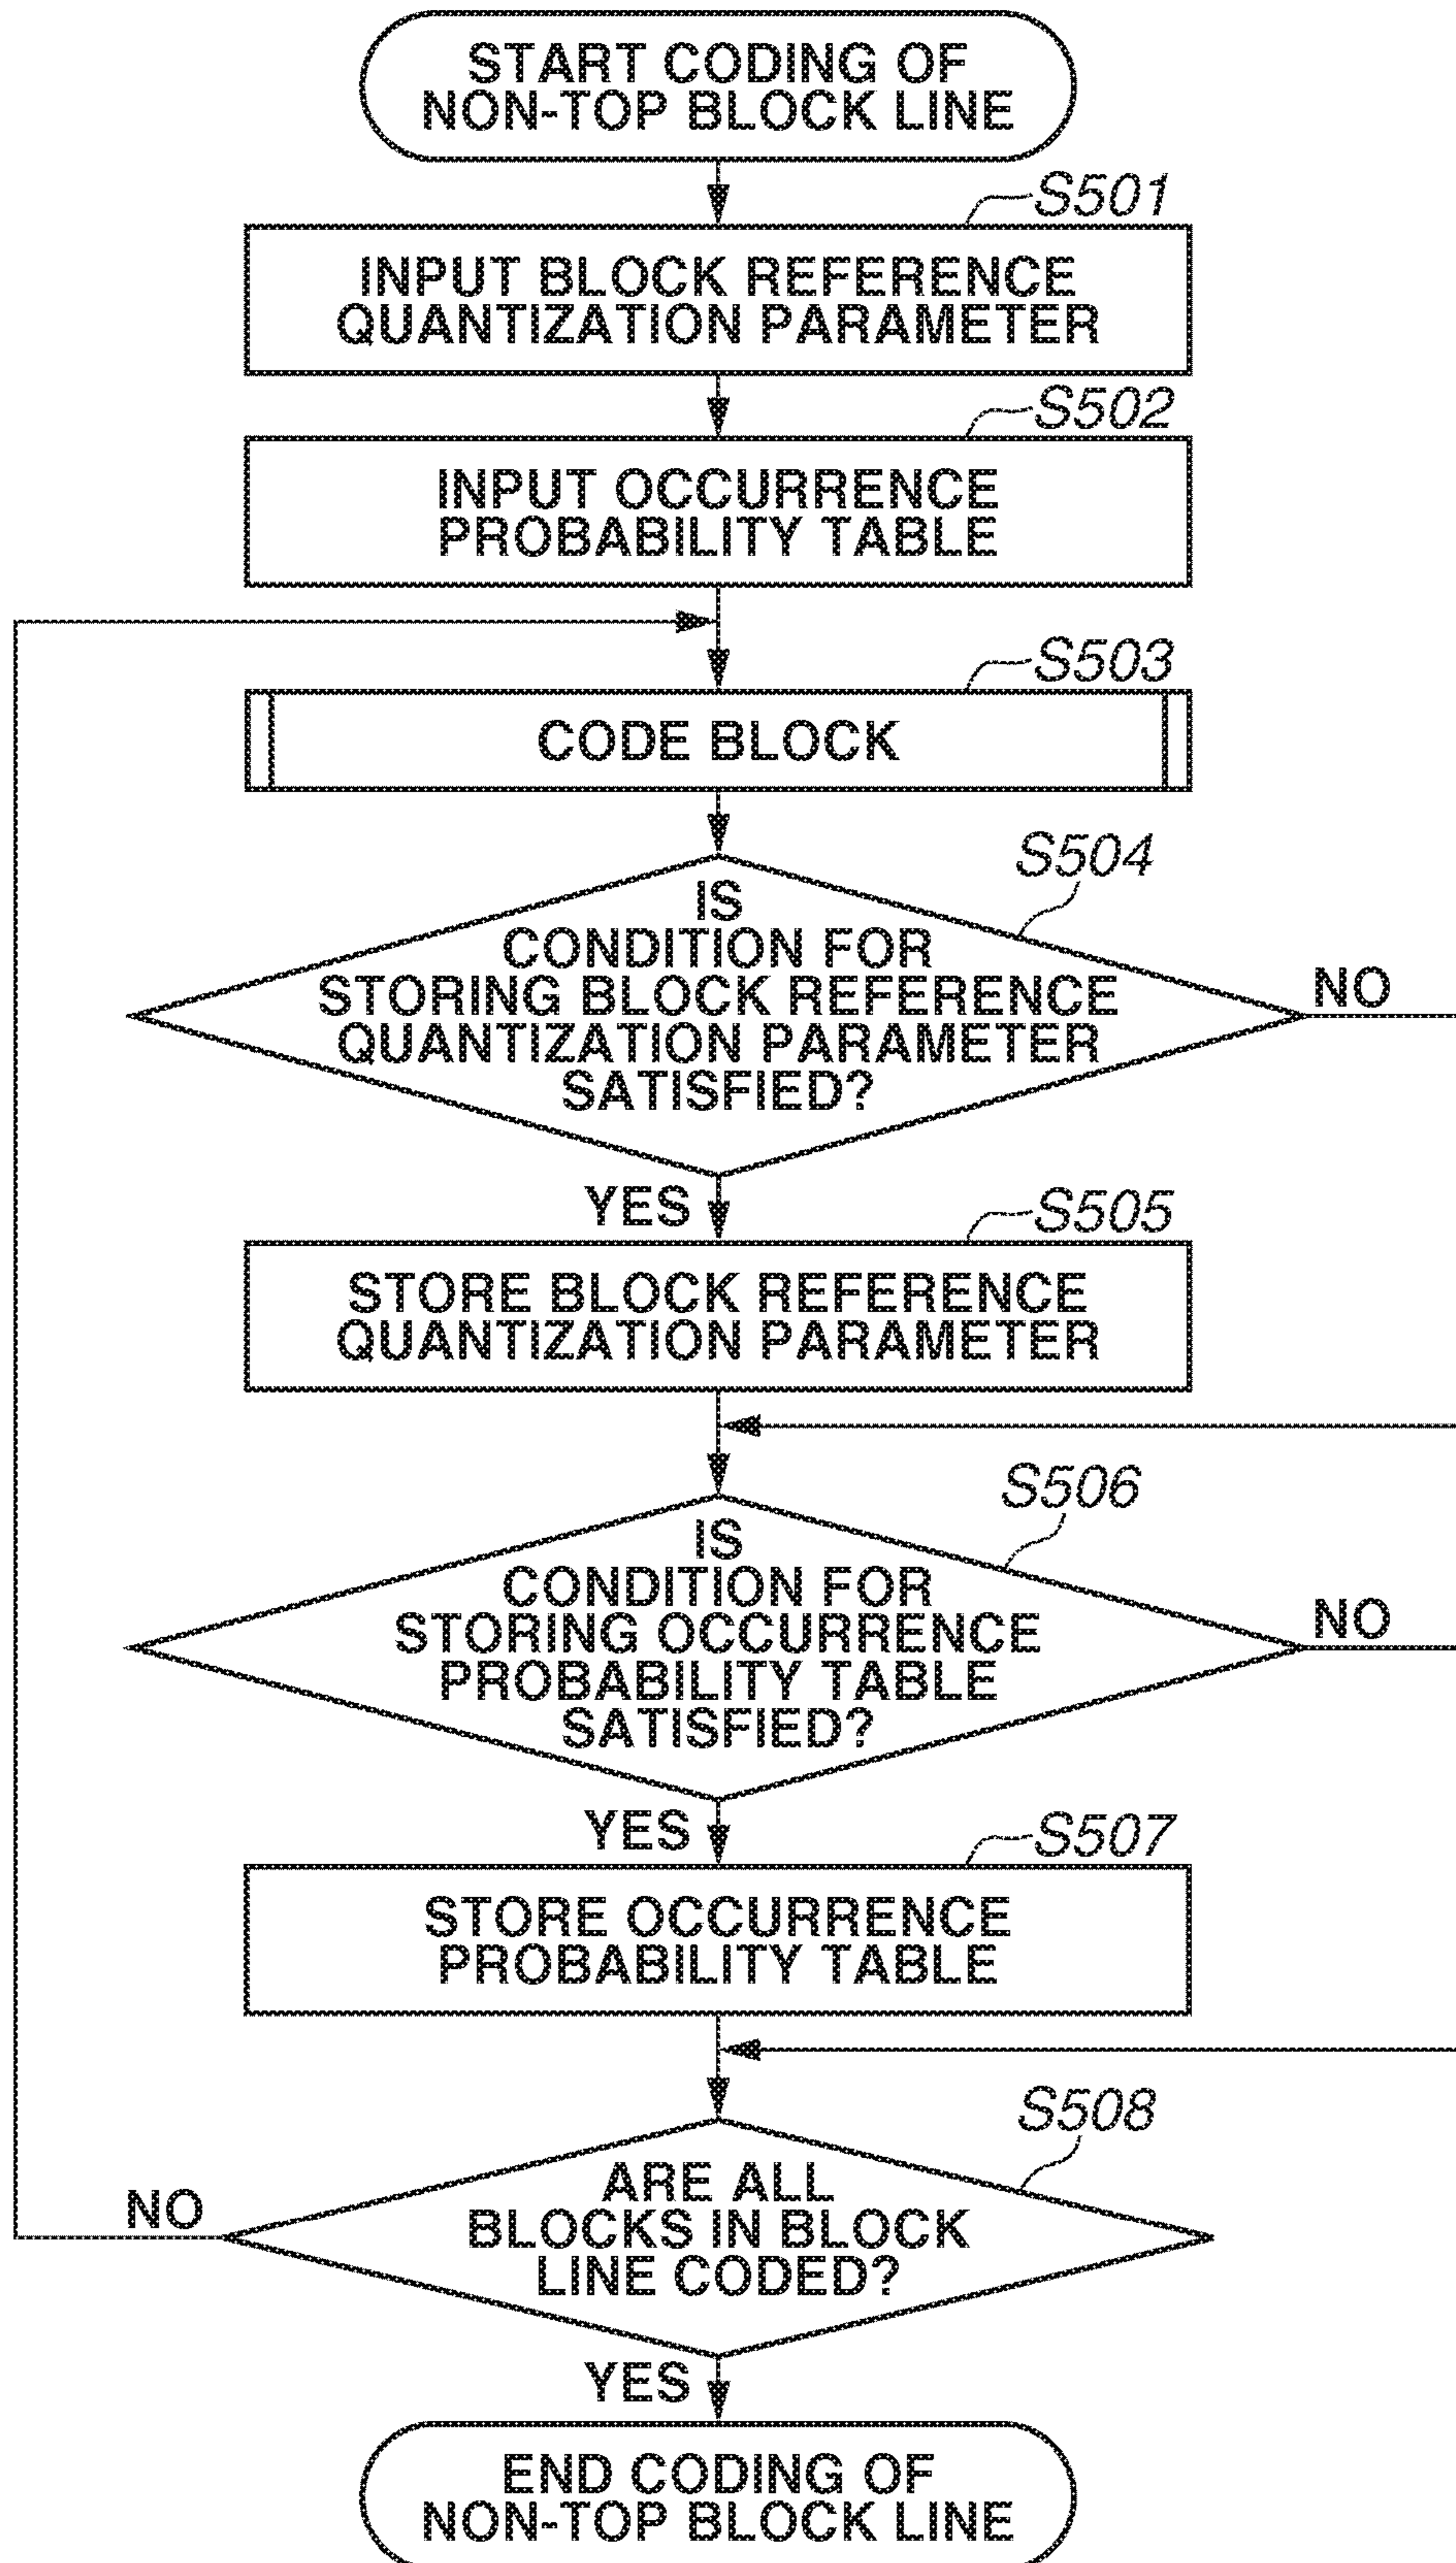 START CODING OF
NON-TOP BLOCK LINE
S501
INPUT BLOCK REFERENCE
QUANTIZATION PARAMETER
S502
INPUT OCCURRENCE
PROBABILITY TABLE
S503
CODE BLOCK
S504
IS
CONDITION FOR
STORING BLOCK REFERENCE
QUANTIZATION PARAMETER
SATISFIED?
NO
YES
S505
STORE BLOCK REFERENCE
QUANTIZATION PARAMETER
S506
IS
CONDITION FOR
STORING OCCURRENCE
PROBABILITY TABLE
SATISFIED?
NO
YES
S507
STORE OCCURRENCE
PROBABILITY TABLE
S508
ARE ALL
BLOCKS IN BLOCK
LINE CODED?
NO
YES
END CODING OF
NON-TOP BLOCK LINE